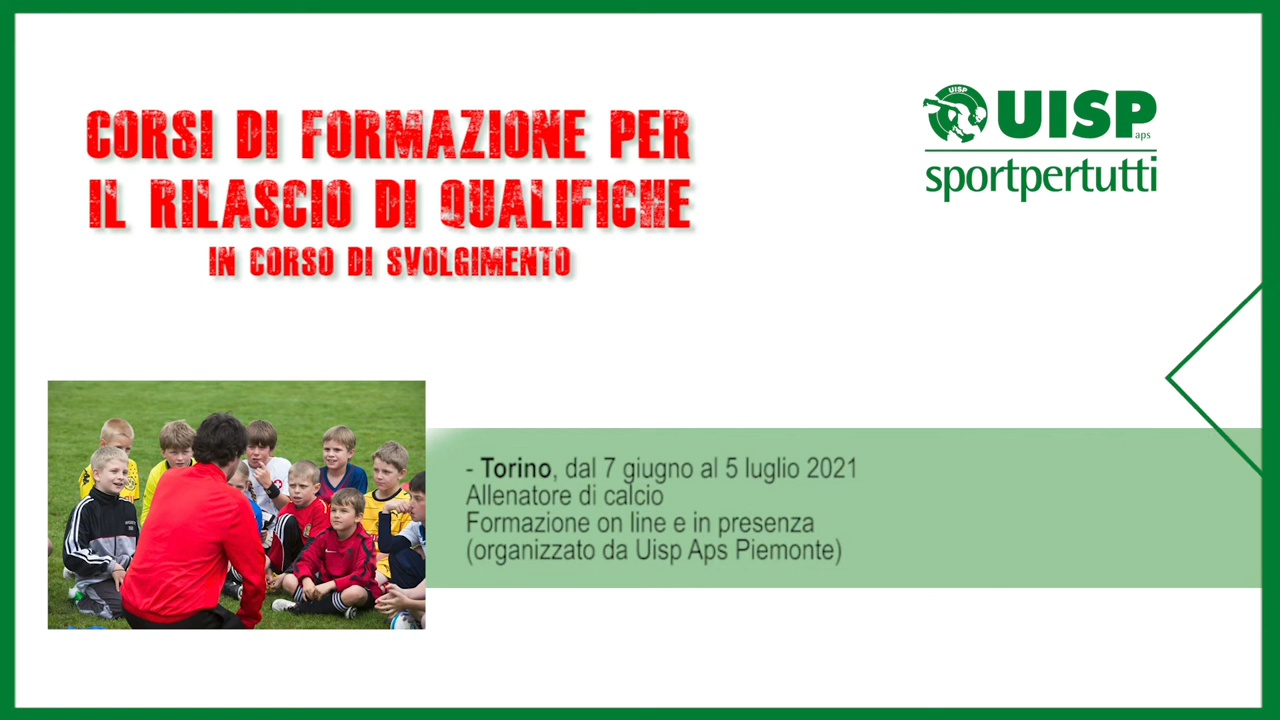 CORSI DI FORMAZIONE PER
IL RILASCIO DI QUALIFICHE
IN CORSO DI SVOLGIMENTO
UISP
UISP
aps
sportpertutti
- Torino, dal 7 giugno al 5 luglio 2021
Allenatore di calcio
Formazione on line e in presenza
(organizzato da Uisp Aps Piemonte)